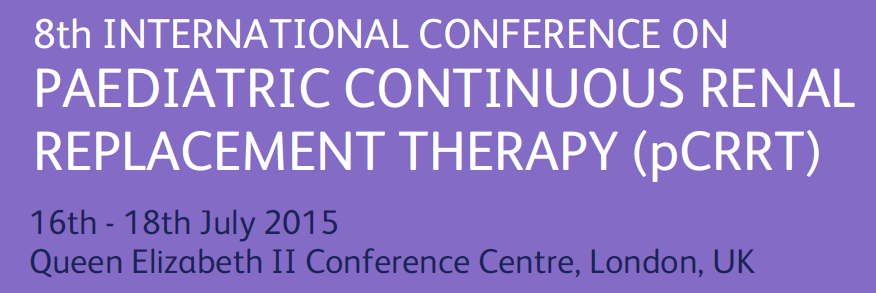 8th INTERNATIONAL CONFERENCE ON
PAEDIATRIC CONTINUOUS RENAL
REPLACEMENT THERAPY (pCRRT)
16th - 18th July 2015
Queen Elizabeth II Conference Centre, London, UK